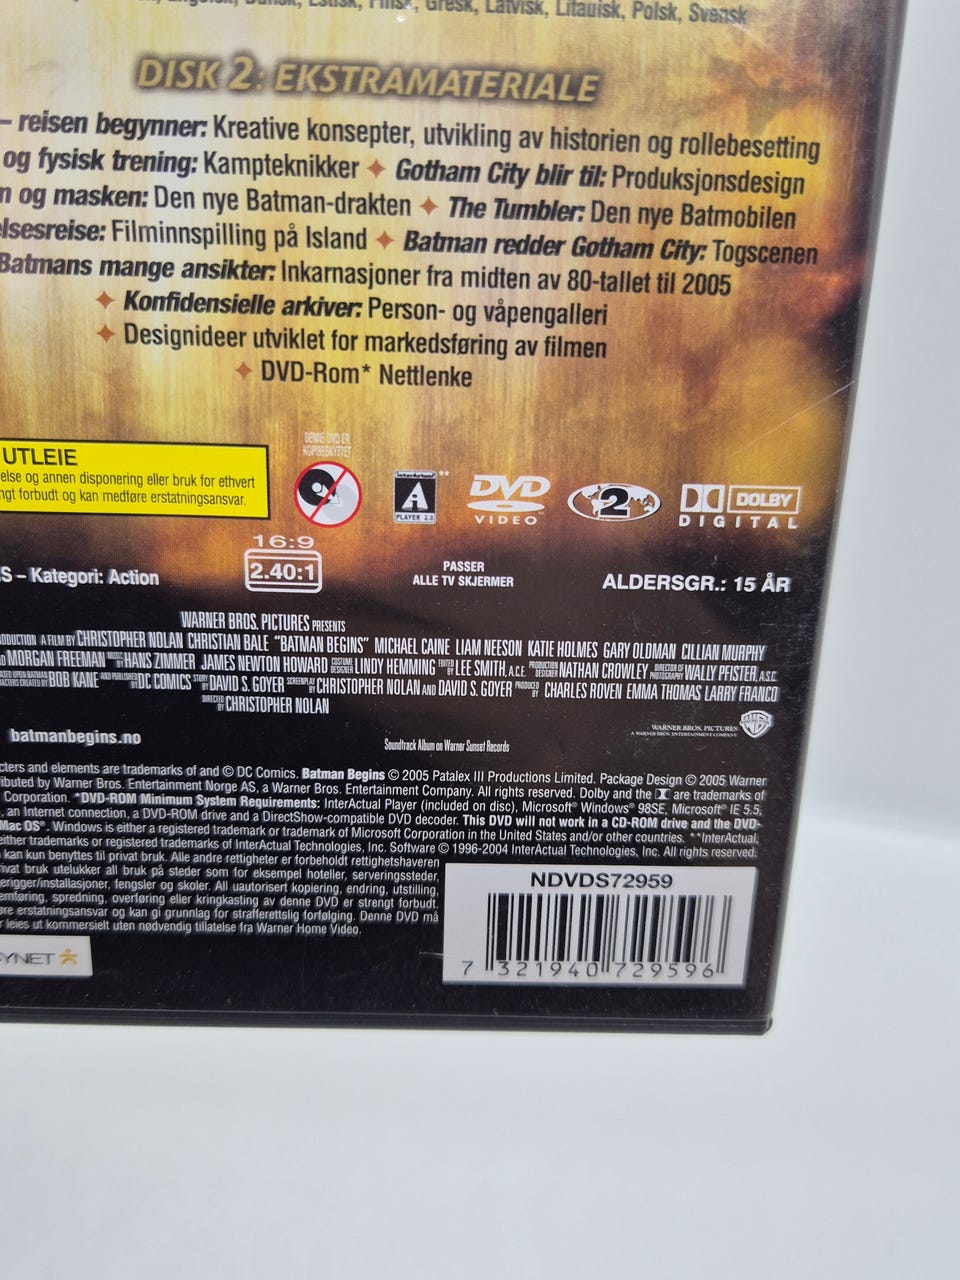 Engelsk, Dansk, Estisk, Finsk, Gresk, Latvisk, Litauisk, Polsk, Svensk
DISK 2: EKSTRAMATERIALE
– reisen begynner: Kreative konsepter, utvikling av historien og rollebesetting
og fysisk trening: Kampteknikker ✦ Gotham City blir til: Produksjonsdesign
og masken: Den nye Batman-drakten ✦ The Tumbler: Den nye Batmobilen
elsesreise: Filminnspilling på Island ✦ Batman redder Gotham City: Togscenen
Batmans mange ansikter: Inkarnasjoner fra midten av 80-tallet til 2005
✦ Konfidensielle arkiver: Person- og våpengalleri
✦ Designideer utviklet for markedsføring av filmen
✦ DVD-Rom* Nettlenke
UTLEIE
else og annen disponering eller bruk for ethvert
ngt forbudt og kan medføre erstatningsansvar.
DENNE DVD ER
KOPIBESKYTTET
InterActual **
A
PLAYER 2.0
DVD
VIDEO
2
DOLBY
DIGITAL
16:9
2.40:1
S – Kategori: Action
PASSER
ALLE TV SKJERMER
ALDERSGR.: 15 ÅR
WARNER BROS. PICTURES PRESENTS
A FILM BY CHRISTOPHER NOLAN CHRISTIAN BALE "BATMAN BEGINS" MICHAEL CAINE LIAM NEESON KATIE HOLMES GARY OLDMAN CILLIAN MURPHY
MORGAN FREEMAN MUSIC BY HANS ZIMMER JAMES NEWTON HOWARD COSTUME DESIGNER LINDY HEMMING EDITED BY LEE SMITH, A.C.E. PRODUCTION DESIGNER NATHAN CROWLEY DIRECTOR OF PHOTOGRAPHY WALLY PFISTER, A.S.C.
BOB KANE AND PUBLISHED BY DC COMICS STORY BY DAVID S. GOYER SCREENPLAY BY CHRISTOPHER NOLAN AND DAVID S. GOYER PRODUCED BY CHARLES ROVEN EMMA THOMAS LARRY FRANCO
DIRECTED BY CHRISTOPHER NOLAN
batmanbegins.no
Soundtrack Album on Warner Sunset Records
WARNER BROS. PICTURES
A WARNER BROS. ENTERTAINMENT COMPANY
cters and elements are trademarks of and © DC Comics. Batman Begins © 2005 Patalex III Productions Limited. Package Design © 2005 Warner
ributed by Warner Bros. Entertainment Norge AS, a Warner Bros. Entertainment Company. All rights reserved. Dolby and the are trademarks of
Corporation. *DVD-ROM Minimum System Requirements: InterActual Player (included on disc), Microsoft® Windows® 98SE, Microsoft® IE 5.5,
, an Internet connection, a DVD-ROM drive and a DirectShow-compatible DVD decoder. This DVD will not work in a CD-ROM drive and the DVD-
Mac OS®. Windows is either a registered trademark or trademark of Microsoft Corporation in the United States and/or other countries. **InterActual,
either trademarks or registered trademarks of InterActual Technologies, Inc. Software © 1996-2004 InterActual Technologies, Inc. All rights reserved.
kan kun benyttes til privat bruk. Alle andre rettigheter er forbeholdt rettighetshaveren
rivat bruk utelukker all bruk på steder som for eksempel hoteller, serveringssteder,
erigger/installasjoner, fengsler og skoler. All uautorisert kopiering, endring, utstilling,
emføring, spredning, overføring eller kringkasting av denne DVD er strengt forbudt.
øre erstatningsansvar og kan gi grunnlag for strafferettslig forfølging. Denne DVD må
leies ut kommersielt uten nødvendig tillatelse fra Warner Home Video.
NDVDS72959
7 321940 729596
YNET